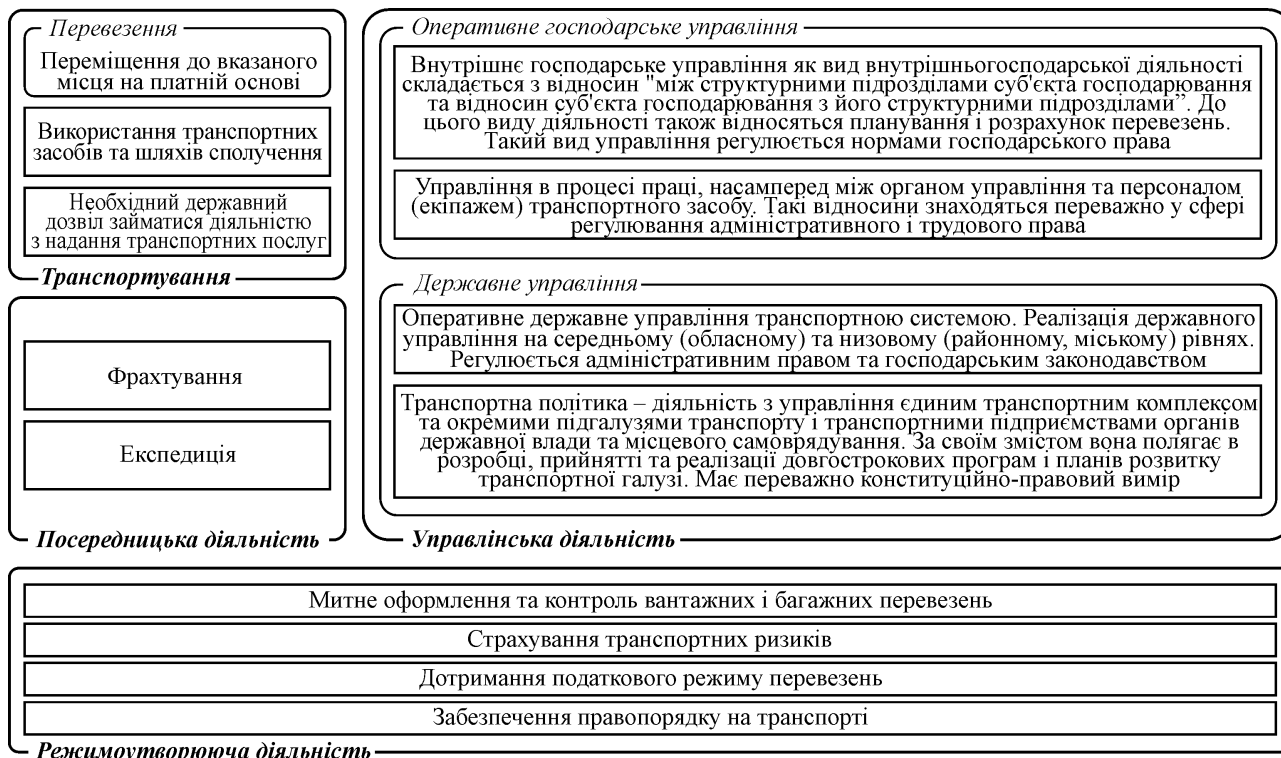 Перевезення
Переміщення до вказаного
місця на платній основі
Використання транспортних
засобів та шляхів сполучення
Необхідний державний
дозвіл займатися діяльністю
з надання транспортних послуг
Транспортування
Фрахтування
Експедиція
Посередницька діяльність
Оперативне господарське управління
Внутрішнє господарське управління як вид внутрішньогосподарської діяльності
складається з відносин "між структурними підрозділами суб'єкта господарювання
та відносин суб'єкта господарювання з його структурними підрозділами”. До
цього виду діяльності також відносяться планування і розрахунок перевезень.
Такий вид управління регулюється нормами господарського права
Управління в процесі праці, насамперед між органом управління та персоналом
(екіпажем) транспортного засобу. Такі відносини знаходяться переважно у сфері
регулювання адміністративного і трудового права
Державне управління
Оперативне державне управління транспортною системою. Реалізація державного
управління на середньому (обласному) та низовому (районному, міському) рівнях.
Регулюється адміністративним правом та господарським законодавством
Транспортна політика – діяльність з управління єдиним транспортним комплексом
та окремими підгалузями транспорту і транспортними підприємствами органів
державної влади та місцевого самоврядування. За своїм змістом вона полягає в
розробці, прийнятті та реалізації довгострокових програм і планів розвитку
транспортної галузі. Має переважно конституційно-правовий вимір
Управлінська діяльність
Митне оформлення та контроль вантажних і багажних перевезень
Страхування транспортних ризиків
Дотримання податкового режиму перевезень
Забезпечення правопорядку на транспорті
Режимоутворююча діяльність